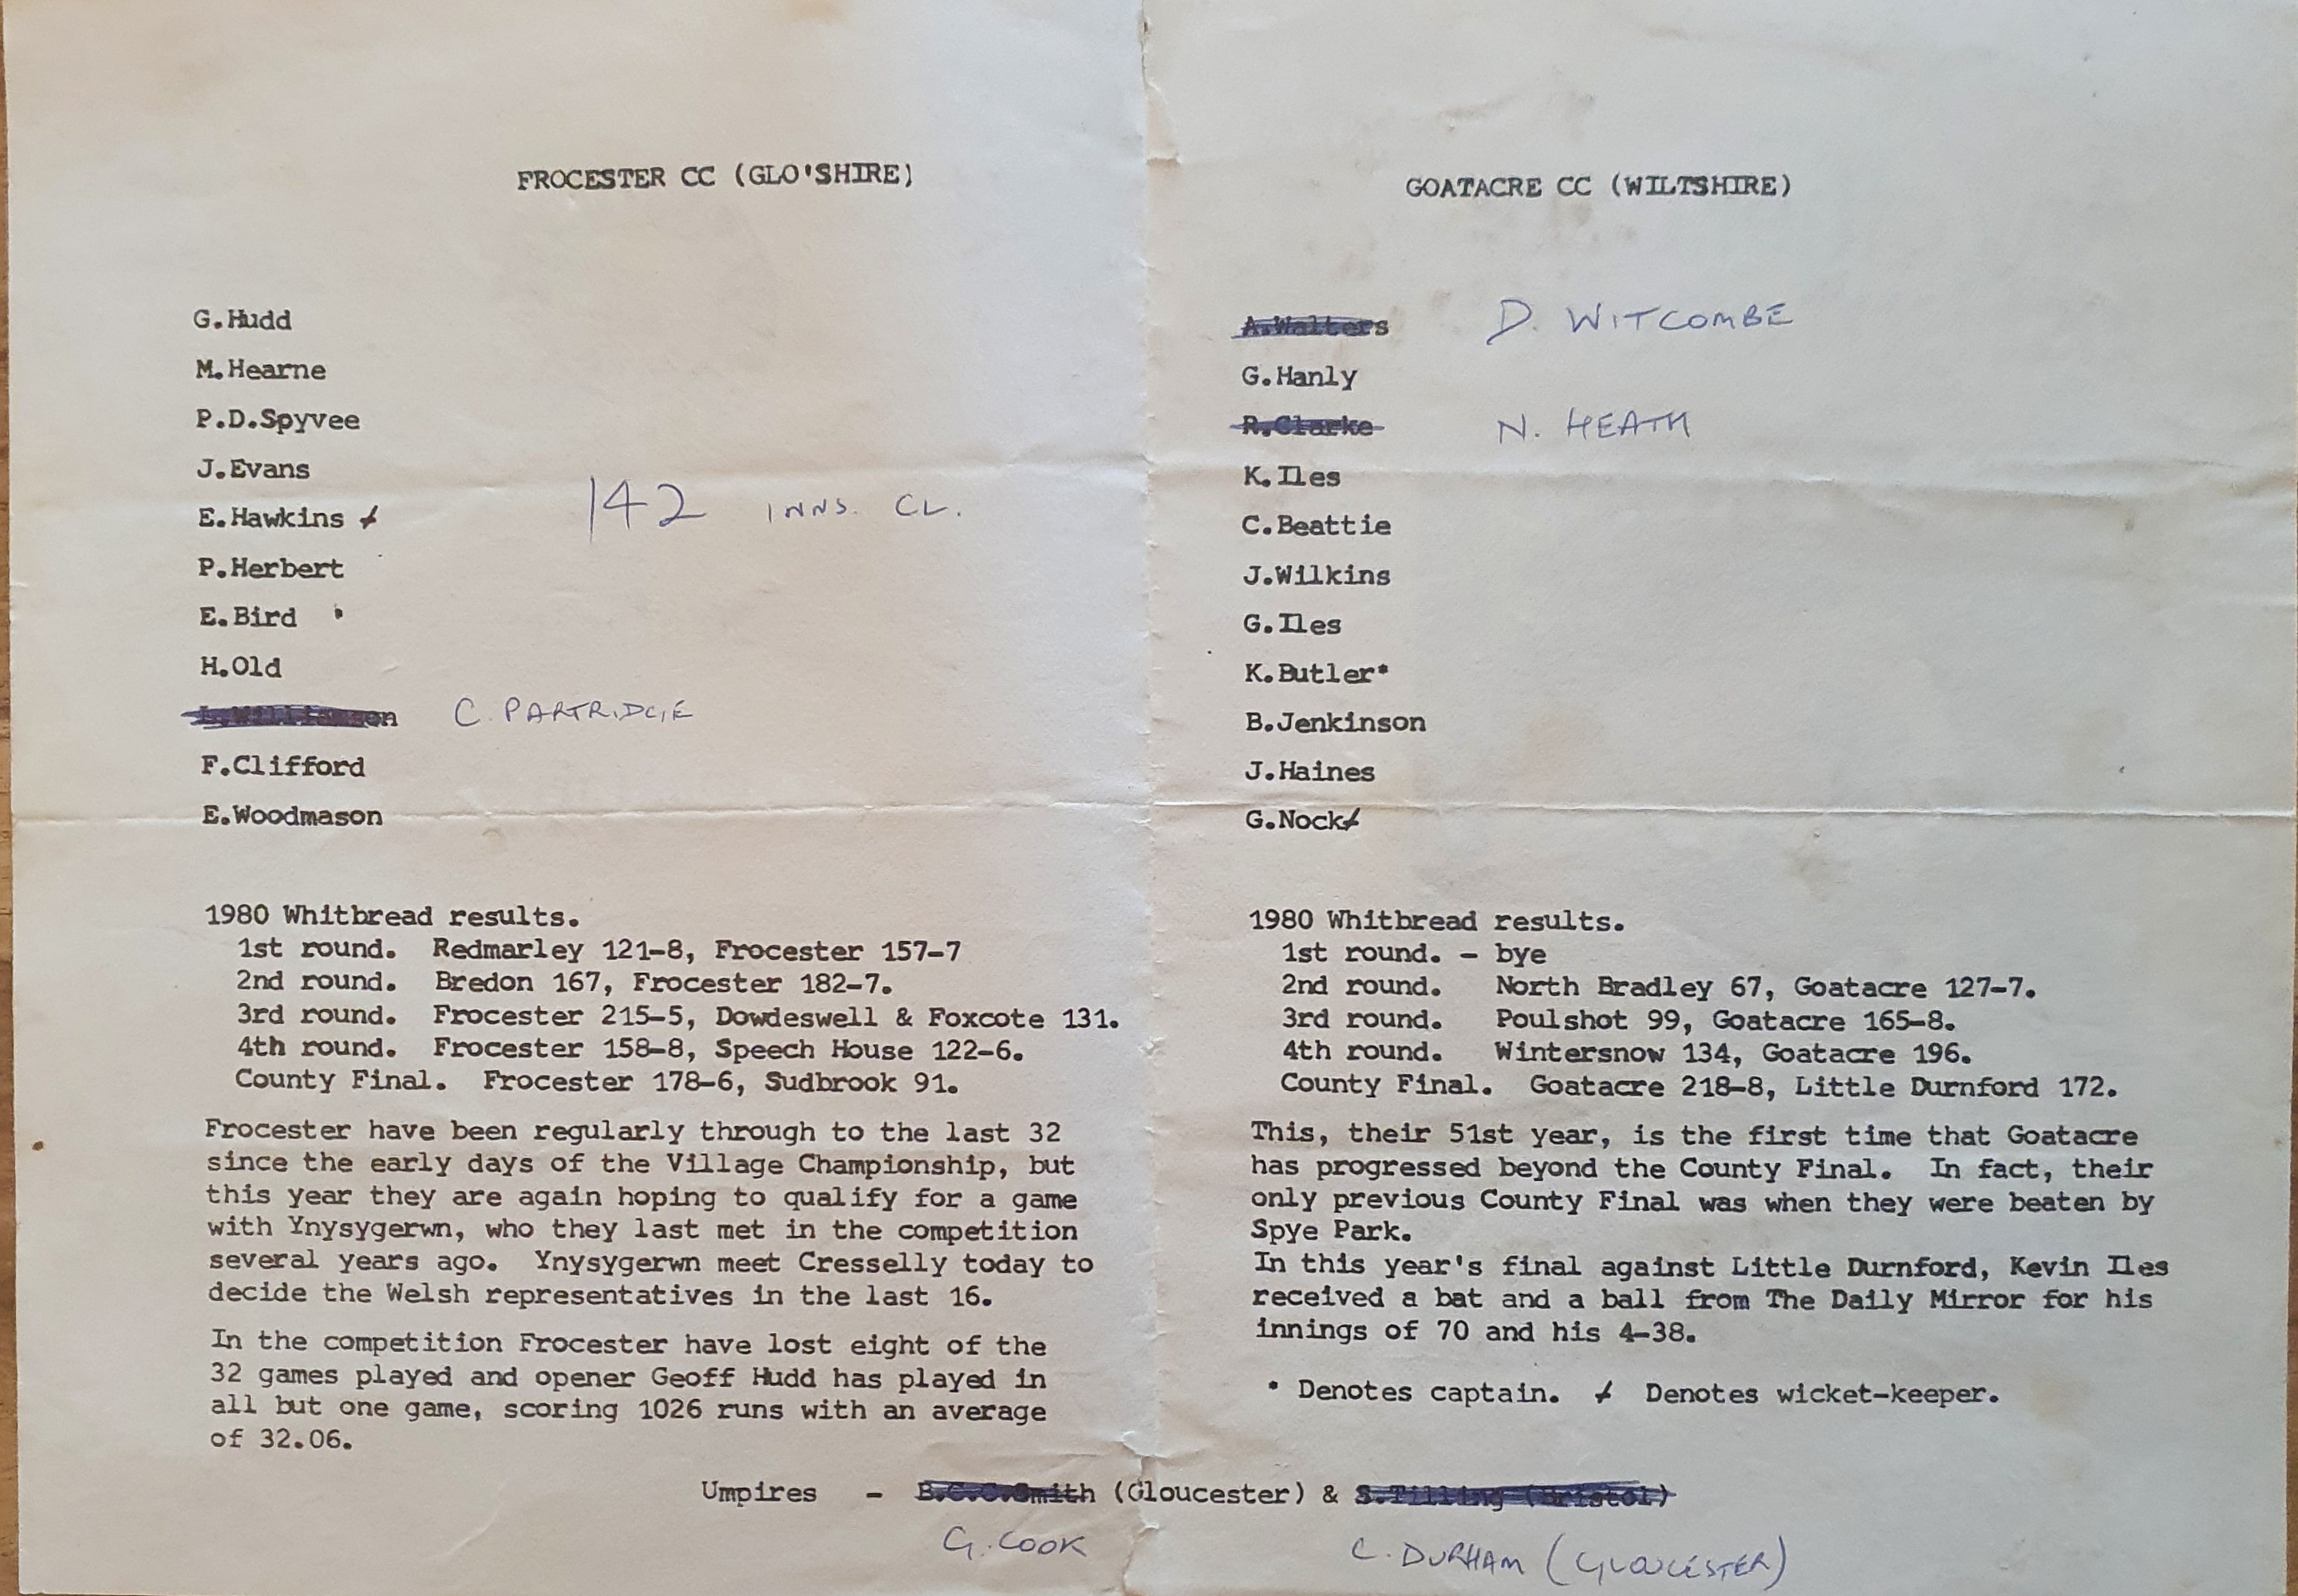 FROCESTER CC (GLO'SHIRE)
G.Hudd
M.Hearne
P.D.Spyvee
J.Evans
E.Hawkins ⚹
142 INNS. CL.
P.Herbert
E.Bird *
H.Old
L.Williamson C. PARTRIDGE
F.Clifford
E.Woodmason
1980 Whitbread results.
1st round. Redmarley 121-8, Frocester 157-7
2nd round. Bredon 167, Frocester 182-7.
3rd round. Frocester 215-5, Dowdeswell & Foxcote 131.
4th round. Frocester 158-8, Speech House 122-6.
County Final. Frocester 178-6, Sudbrook 91.
Frocester have been regularly through to the last 32
since the early days of the Village Championship, but
this year they are again hoping to qualify for a game
with Ynysygerwn, who they last met in the competition
several years ago. Ynysygerwn meet Cresselly today to
decide the Welsh representatives in the last 16.
In the competition Frocester have lost eight of the
32 games played and opener Geoff Hudd has played in
all but one game, scoring 1026 runs with an average
of 32.06.
GOATACRE CC (WILTSHIRE)
A.Walters D. WITCOMBE
G.Hanly
R.Clarke N. HEATH
K.Iles
C.Beattie
J.Wilkins
G.Iles
K.Butler*
B.Jenkinson
J.Haines
G.Nock⚹
1980 Whitbread results.
1st round. - bye
2nd round. North Bradley 67, Goatacre 127-7.
3rd round. Poulshot 99, Goatacre 165-8.
4th round. Wintersnow 134, Goatacre 196.
County Final. Goatacre 218-8, Little Durnford 172.
This, their 51st year, is the first time that Goatacre
has progressed beyond the County Final. In fact, their
only previous County Final was when they were beaten by
Spye Park.
In this year's final against Little Durnford, Kevin Iles
received a bat and a ball from The Daily Mirror for his
innings of 70 and his 4-38.
* Denotes captain. ⚹ Denotes wicket-keeper.
Umpires - B.C.C.Smith (Gloucester) & S.Tilling (Bristol)
G. COOK C. DURHAM (GLOUCESTER)